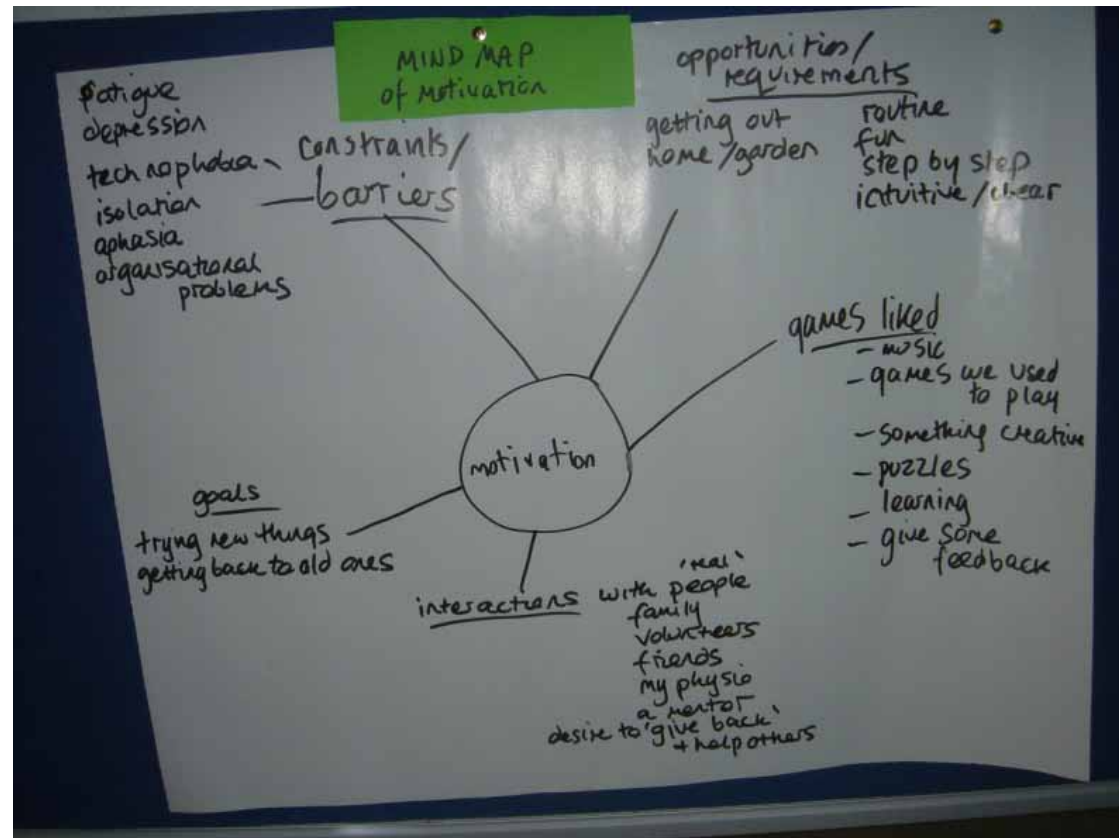 MIND MAP
of motivation
fatigue
depression
technophobia
isolation
aphasia
organisational
problems
constraints/
barriers
opportunities/
requirements
getting out
home/garden
routine
fun
step by step
intuitive/clear
games liked
- music
- games we used
to play
- something creative
- puzzles
- learning
- give some
feedback
motivation
goals
trying new things
getting back to old ones
interactions with 'real' people
family
volunteers
friends
my physio
a mentor
desire to 'give back'
+ help others